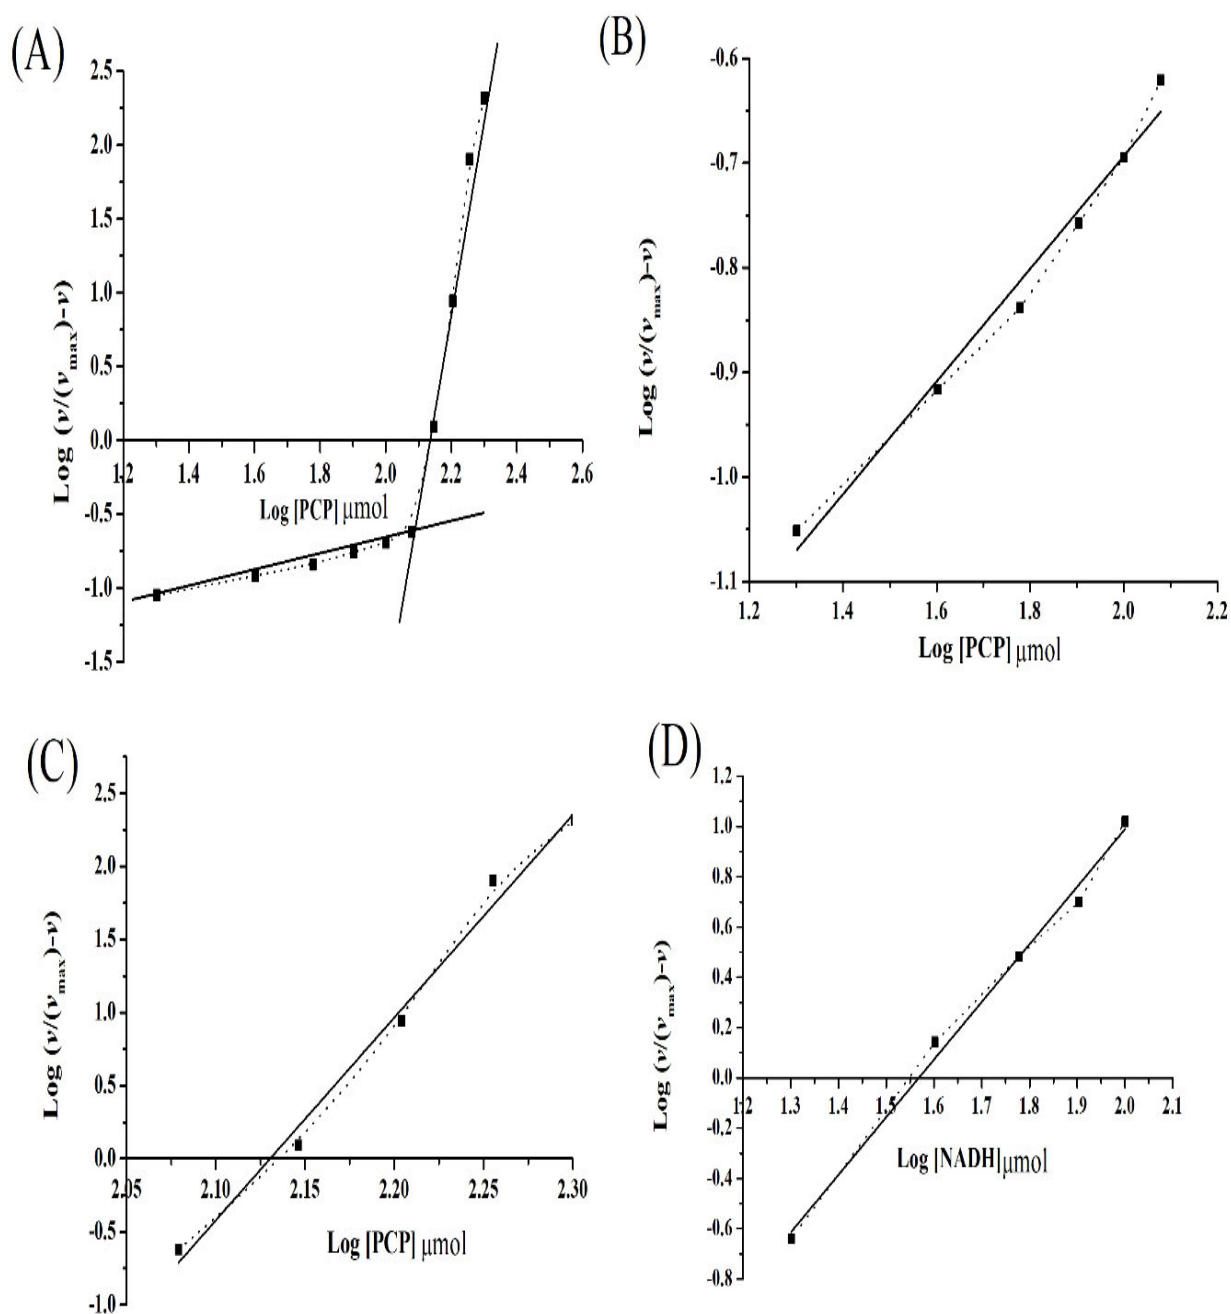 (A)
2.5
2.0
1.5
1.0
0.5
0.0
-0.5
-1.0
-1.5
1.2 1.4 1.6 1.8 2.0 2.2 2.4 2.6
Log [PCP] μmol
Log (v/(vmax)-v)
(B)
-0.6
-0.7
-0.8
-0.9
-1.0
-1.1
1.2 1.4 1.6 1.8 2.0 2.2
Log [PCP] μmol
Log (v/(vmax)-v)
(C)
2.5
2.0
1.5
1.0
0.5
0.0
-0.5
-1.0
2.05 2.10 2.15 2.20 2.25 2.30
Log [PCP] μmol
Log (v/(vmax)-v)
(D)
1.2
1.0
0.8
0.6
0.4
0.2
0.0
-0.2
-0.4
-0.6
-0.8
1.2 1.3 1.4 1.5 1.6 1.7 1.8 1.9 2.0 2.1
Log [NADH]μmol
Log (v/(vmax)-v)